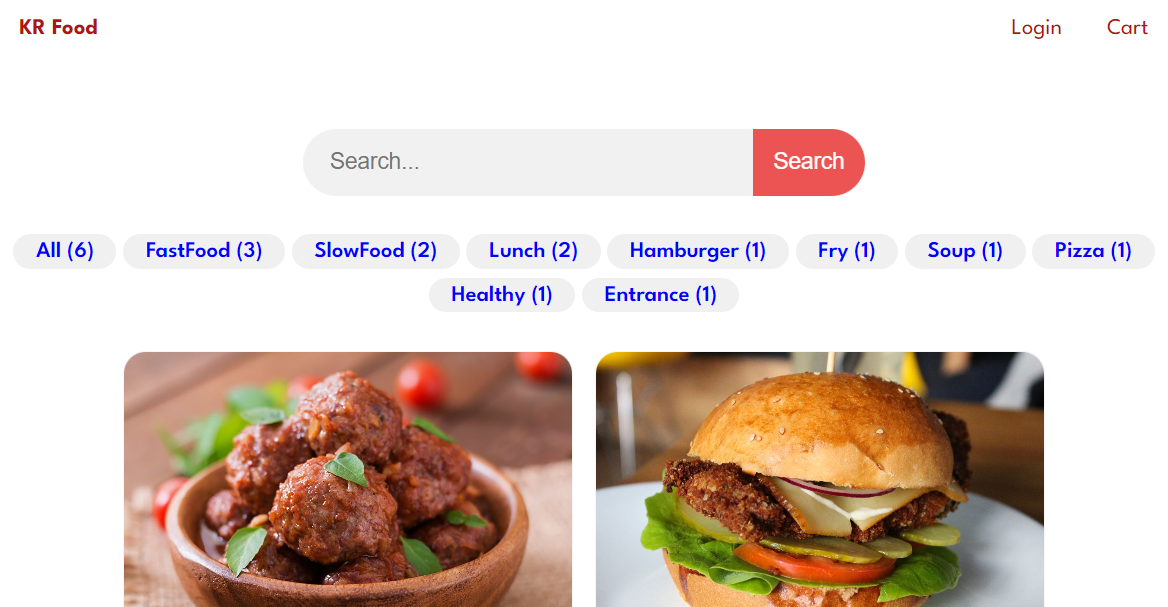 KR Food Login Cart
Search... Search
All (6) FastFood (3) SlowFood (2) Lunch (2) Hamburger (1) Fry (1) Soup (1) Pizza (1)
Healthy (1) Entrance (1)